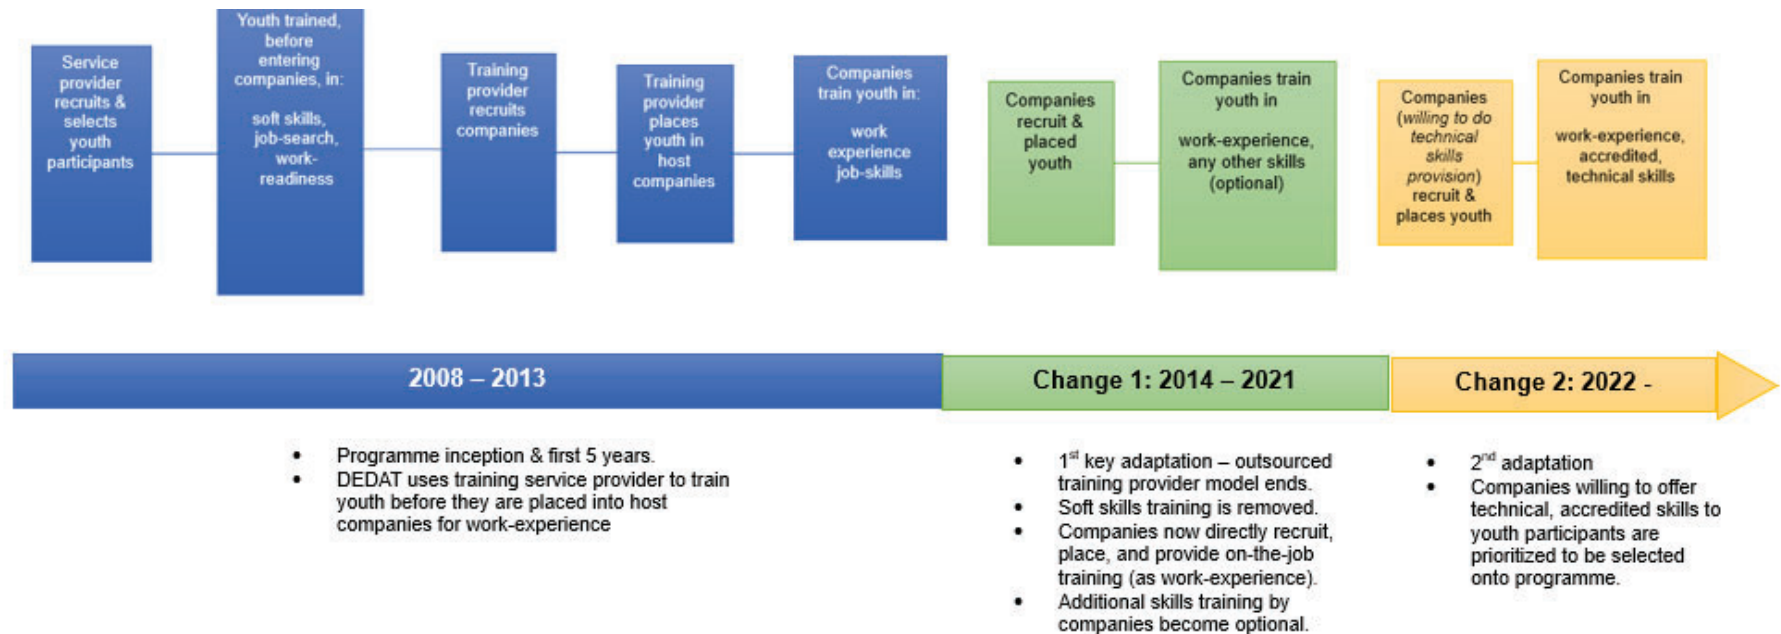 Service
provider
recruits &
selects
youth
participants
Youth trained,
before
entering
companies, in:
soft skills,
job-search,
work-
readiness
Training
provider
recruits
companies
Training
provider
places
youth in
host
companies
Companies
train youth in:
work
experience
job-skills
Companies
recruit &
placed
youth
Companies train
youth in
work-experience,
any other skills
(optional)
Companies
(willing to do
technical
skills
provision)
recruit &
places youth
Companies train
youth in
work-experience,
accredited,
technical skills
2008 – 2013
Change 1: 2014 – 2021
Change 2: 2022 -
• Programme inception & first 5 years.
• DEDAT uses training service provider to train
youth before they are placed into host
companies for work-experience
• 1st key adaptation – outsourced
training provider model ends.
• Soft skills training is removed.
• Companies now directly recruit,
place, and provide on-the-job
training (as work-experience).
• Additional skills training by
companies become optional.
• 2nd adaptation
• Companies willing to offer
technical, accredited skills to
youth participants are
prioritized to be selected
onto programme.